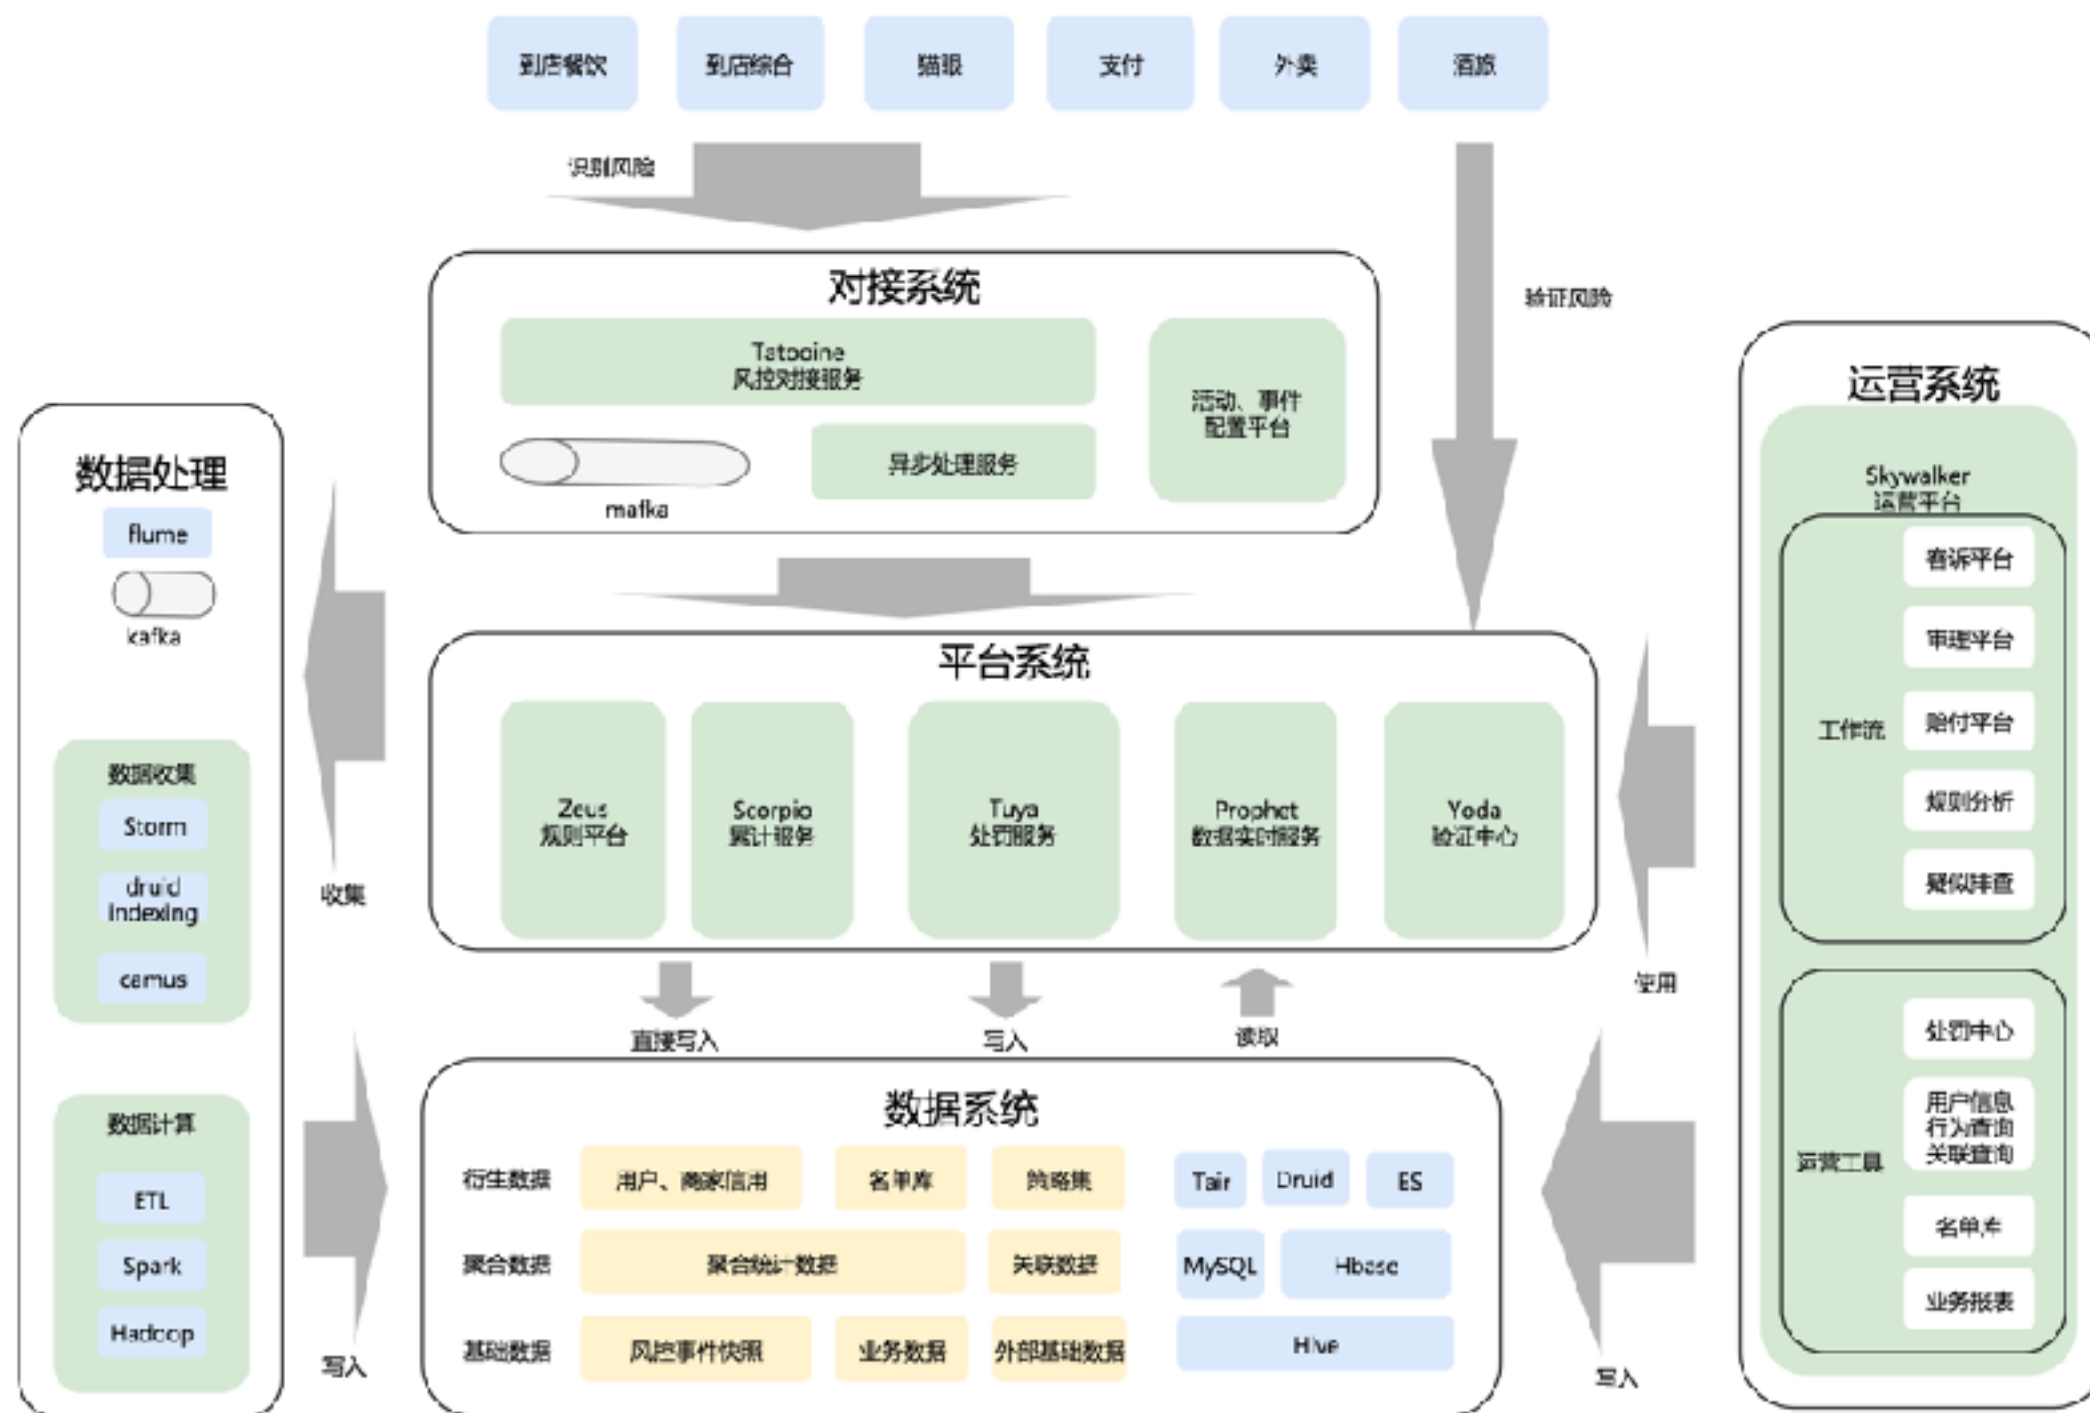 到店餐饮
到店综合
猫眼
支付
外卖
酒旅
识别风险
验证风险
对接系统
Tatooine
风控对接服务
活动、事件
配置平台
mafka
异步处理服务
数据处理
flume
kafka
数据收集
Storm
druid
indexing
camus
数据计算
ETL
Spark
Hadoop
收集
写入
平台系统
Zeus
规则平台
Scorpio
累计服务
Tuya
处罚服务
Prophet
数据实时服务
Yoda
验证中心
直接写入
写入
读取
数据系统
衍生数据
用户、商家信用
名单库
策略集
Tair
Druid
ES
聚合数据
聚合统计数据
关联数据
MySQL
Hbase
基础数据
风控事件快照
业务数据
外部基础数据
Hive
使用
写入
运营系统
Skywalker
运营平台
工作流
客诉平台
审理平台
赔付平台
规则分析
疑似排查
运营工具
处罚中心
用户信息
行为查询
关联查询
名单库
业务报表